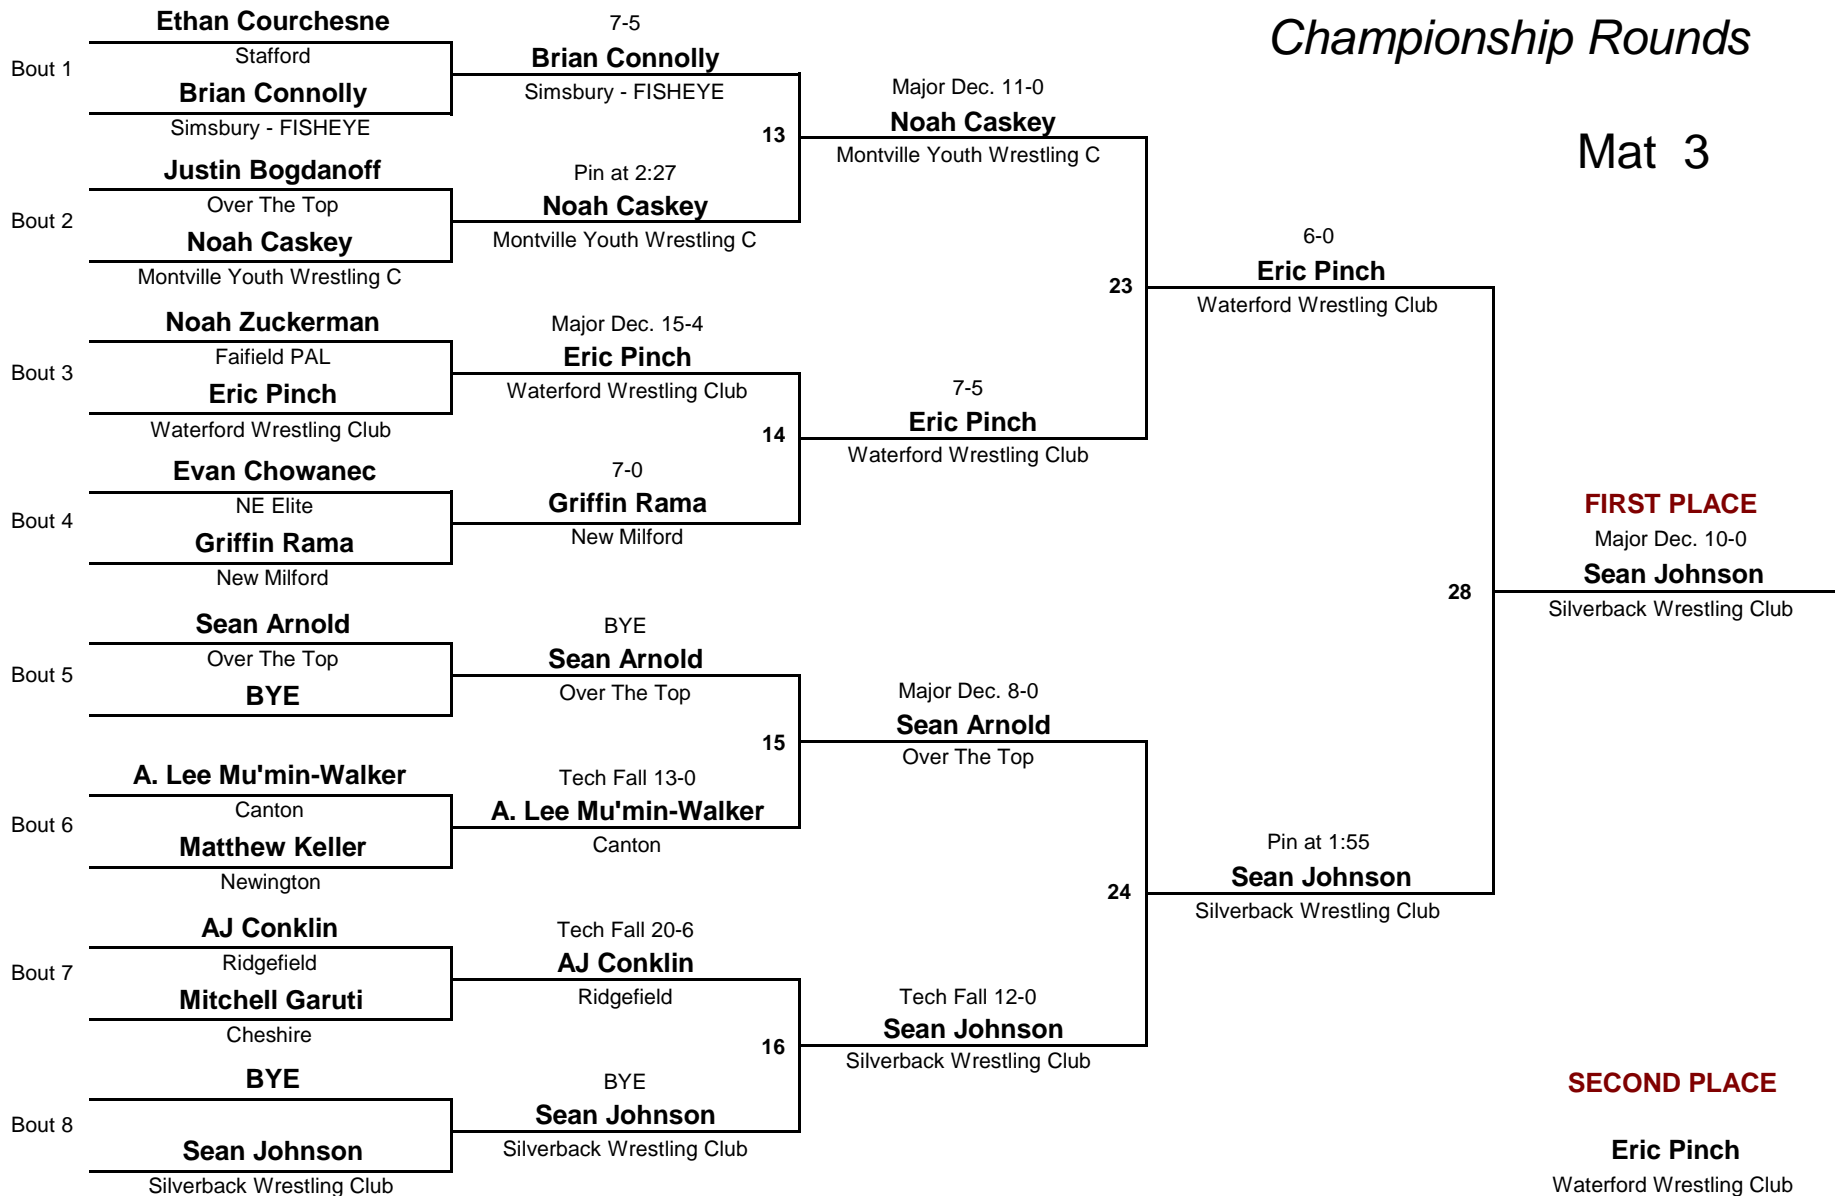 Championship Rounds
Mat 3
Bout 1
Ethan Courchesne
Stafford
Brian Connolly
Simsbury - FISHEYE
Bout 2
Justin Bogdanoff
Over The Top
Noah Caskey
Montville Youth Wrestling C
Bout 3
Noah Zuckerman
Faifield PAL
Eric Pinch
Waterford Wrestling Club
Bout 4
Evan Chowanec
NE Elite
Griffin Rama
New Milford
Bout 5
Sean Arnold
Over The Top
BYE
Bout 6
A. Lee Mu'min-Walker
Canton
Matthew Keller
Newington
Bout 7
AJ Conklin
Ridgefield
Mitchell Garuti
Cheshire
Bout 8
BYE
Sean Johnson
Silverback Wrestling Club
7-5
Brian Connolly
Simsbury - FISHEYE
13
Pin at 2:27
Noah Caskey
Montville Youth Wrestling C
Major Dec. 15-4
Eric Pinch
Waterford Wrestling Club
14
7-0
Griffin Rama
New Milford
BYE
Sean Arnold
Over The Top
15
Tech Fall 13-0
A. Lee Mu'min-Walker
Canton
Tech Fall 20-6
AJ Conklin
Ridgefield
16
BYE
Sean Johnson
Silverback Wrestling Club
Major Dec. 11-0
Noah Caskey
Montville Youth Wrestling C
23
7-5
Eric Pinch
Waterford Wrestling Club
Major Dec. 8-0
Sean Arnold
Over The Top
24
Tech Fall 12-0
Sean Johnson
Silverback Wrestling Club
6-0
Eric Pinch
Waterford Wrestling Club
28
Pin at 1:55
Sean Johnson
Silverback Wrestling Club
FIRST PLACE
Major Dec. 10-0
Sean Johnson
Silverback Wrestling Club
SECOND PLACE
Eric Pinch
Waterford Wrestling Club